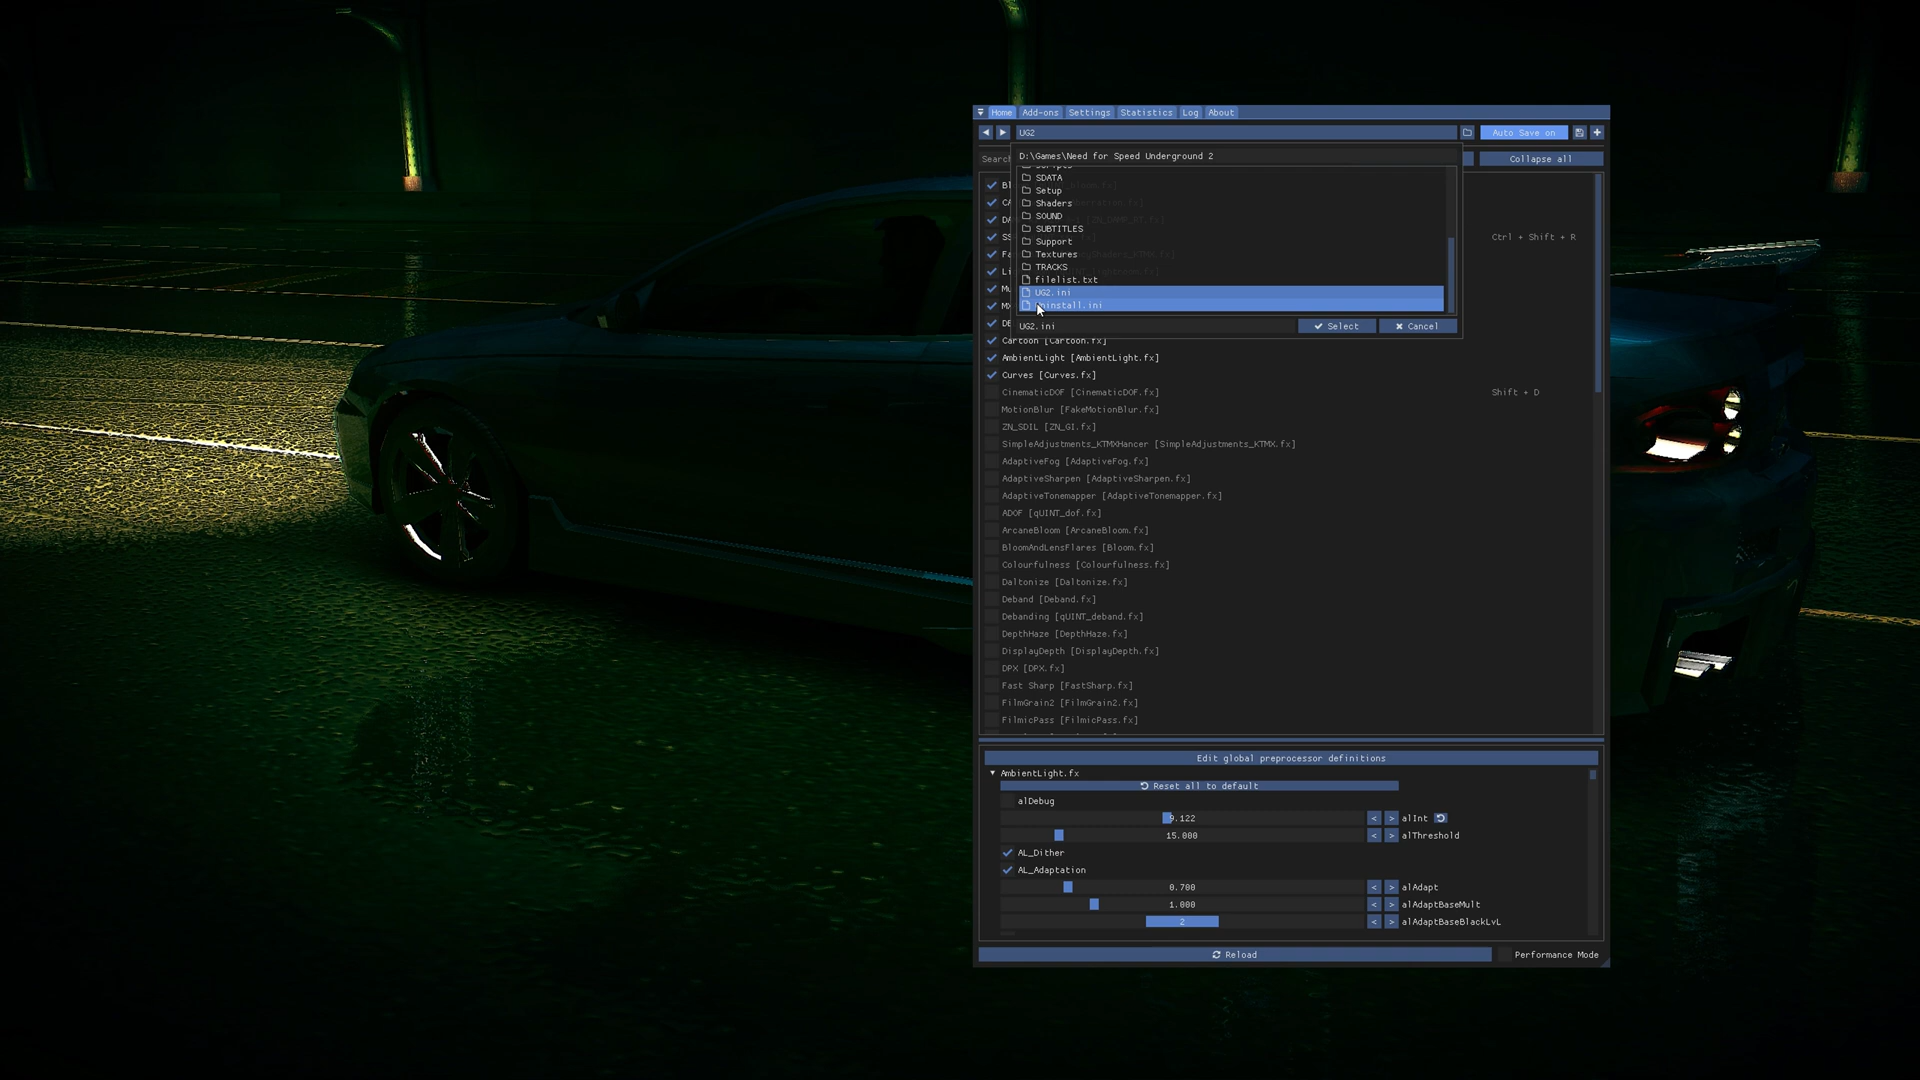 Home Add-ons Settings Statistics Log About
UG2 Auto Save on
Search Collapse all
D:\Games\Need for Speed Underground 2
Scripts
SDATA
Setup
Shaders
SOUND
SUBTITLES
Support
Textures
TRACKS
filelist.txt
UG2.ini
uninstall.ini
UG2.ini Select Cancel
Ctrl + Shift + R
Cartoon [Cartoon.fx]
AmbientLight [AmbientLight.fx]
Curves [Curves.fx]
CinematicDOF [CinematicDOF.fx] Shift + D
MotionBlur [FakeMotionBlur.fx]
ZN_SDIL [ZN_GI.fx]
SimpleAdjustments_KTMXHancer [SimpleAdjustments_KTMX.fx]
AdaptiveFog [AdaptiveFog.fx]
AdaptiveSharpen [AdaptiveSharpen.fx]
AdaptiveTonemapper [AdaptiveTonemapper.fx]
ADOF [qUINT_dof.fx]
ArcaneBloom [ArcaneBloom.fx]
BloomAndLensFlares [Bloom.fx]
Colourfulness [Colourfulness.fx]
Daltonize [Daltonize.fx]
Deband [Deband.fx]
Debanding [qUINT_deband.fx]
DepthHaze [DepthHaze.fx]
DisplayDepth [DisplayDepth.fx]
DPX [DPX.fx]
Fast Sharp [FastSharp.fx]
FilmGrain2 [FilmGrain2.fx]
FilmicPass [FilmicPass.fx]
Edit global preprocessor definitions
AmbientLight.fx
Reset all to default
alDebug
9.122 < > alInt
15.000 < > alThreshold
AL_Dither
AL_Adaptation
0.700 < > alAdapt
1.000 < > alAdaptBaseMult
2 < > alAdaptBaseBlackLvL
Reload Performance Mode